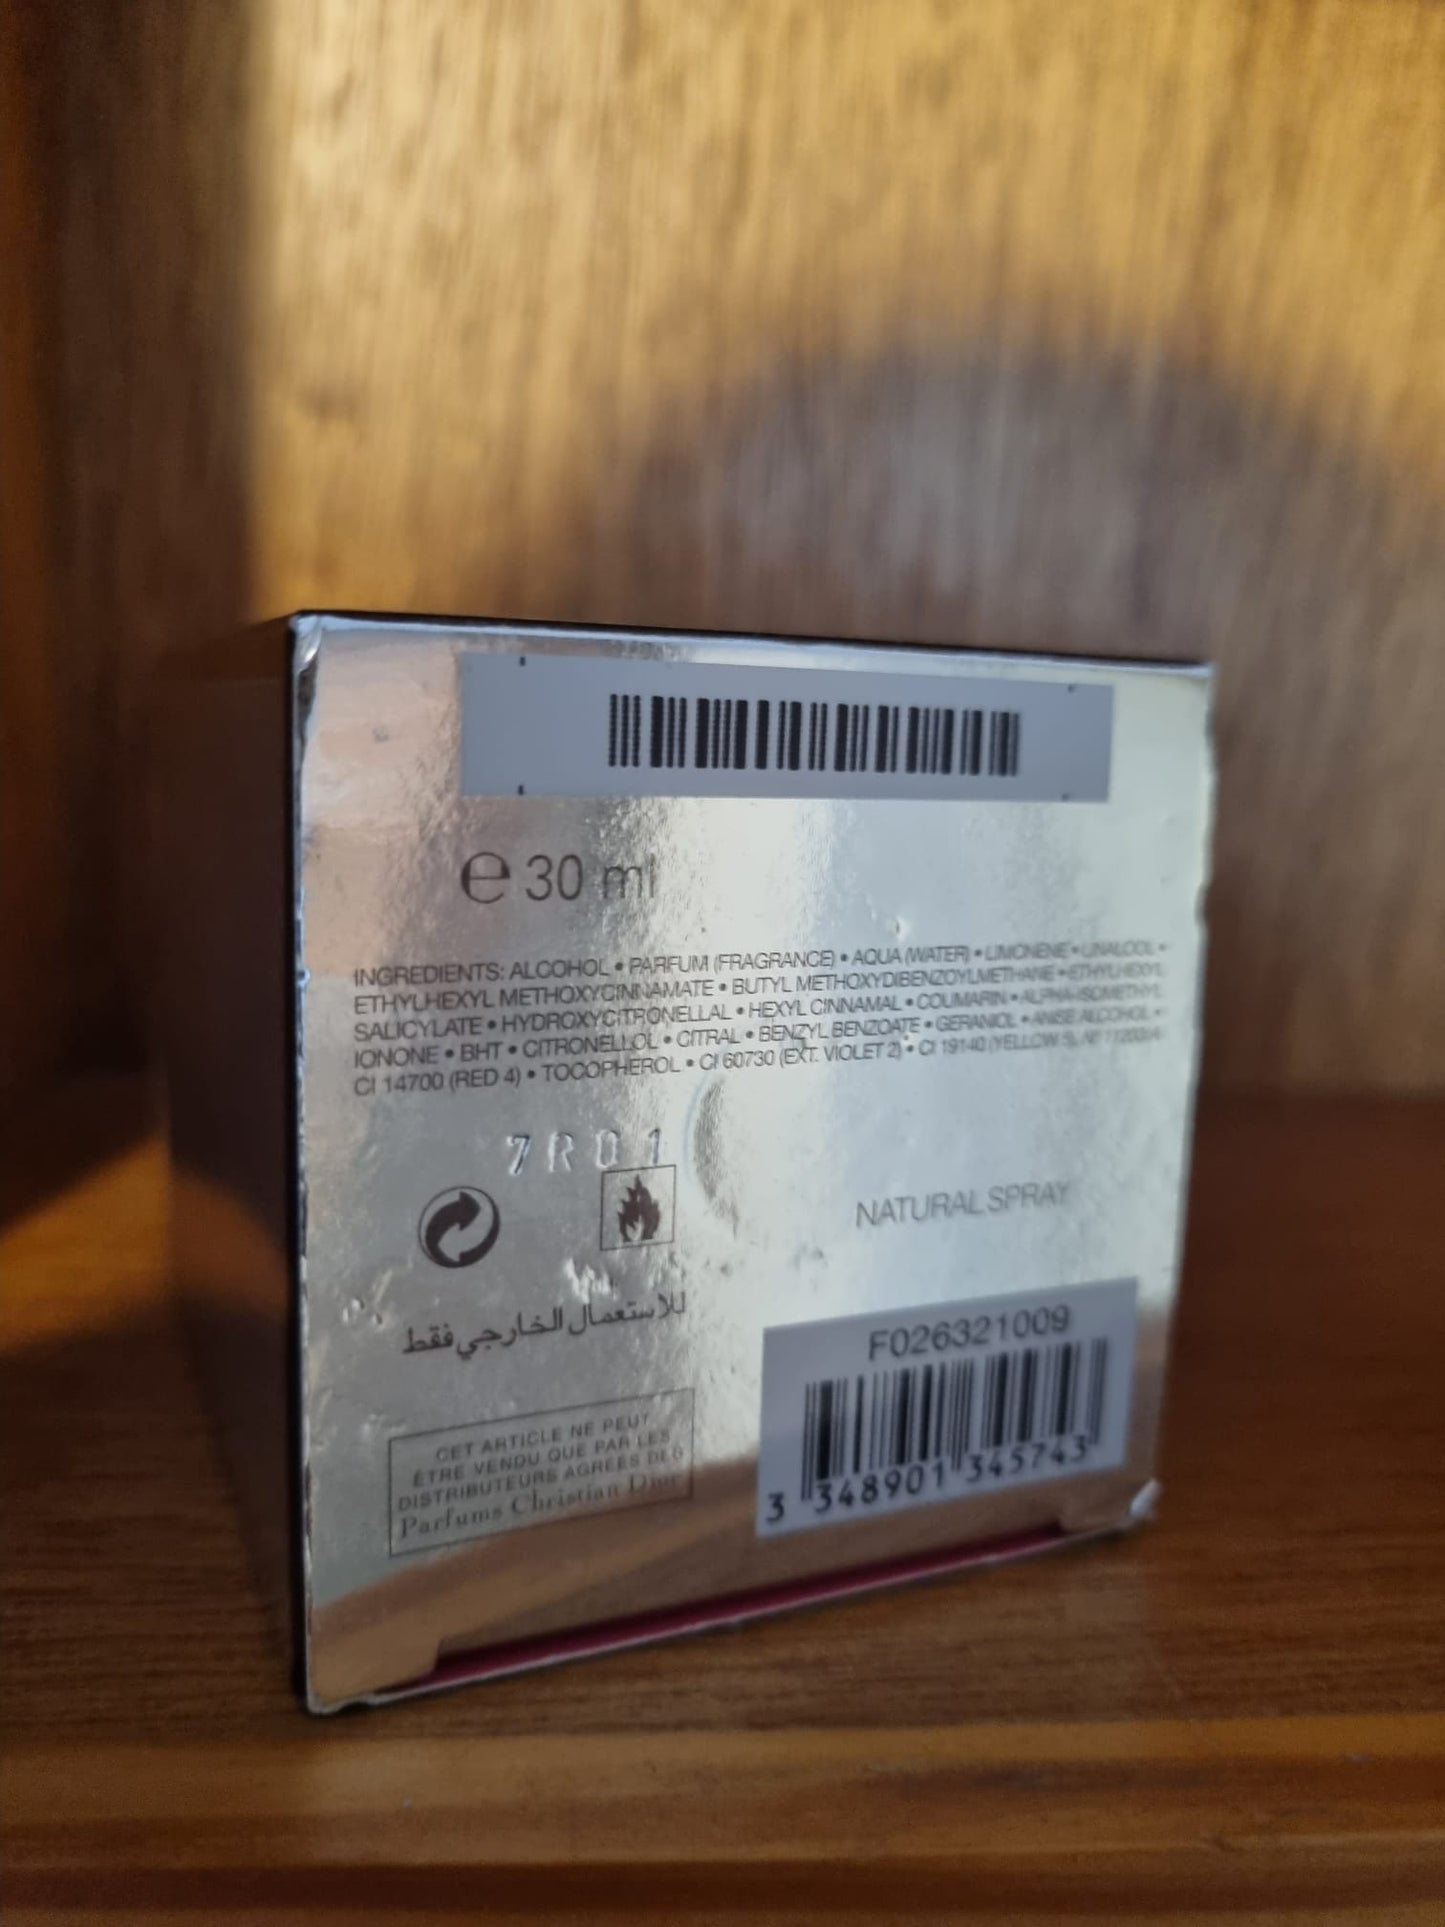 ℮ 30 ml
INGREDIENTS: ALCOHOL • PARFUM (FRAGRANCE) • AQUA (WATER) • LIMONENE • LINALOOL •
ETHYLHEXYL METHOXYCINNAMATE • BUTYL METHOXYDIBENZOYLMETHANE • ETHYLHEXYL
SALICYLATE • HYDROXYCITRONELLAL • HEXYL CINNAMAL • COUMARIN • ALPHA-ISOMETHYL
IONONE • BHT • CITRONELLOL • CITRAL • BENZYL BENZOATE • GERANIOL • ANISE ALCOHOL •
CI 14700 (RED 4) • TOCOPHEROL • CI 60730 (EXT. VIOLET 2) • CI 19140 (YELLOW 5)
7R01
NATURAL SPRAY
للاستعمال الخارجي فقط
CET ARTICLE NE PEUT
ÊTRE VENDU QUE PAR LES
DISTRIBUTEURS AGRÉÉS DES
Parfums Christian Dior
F026321009
3 348901 345743